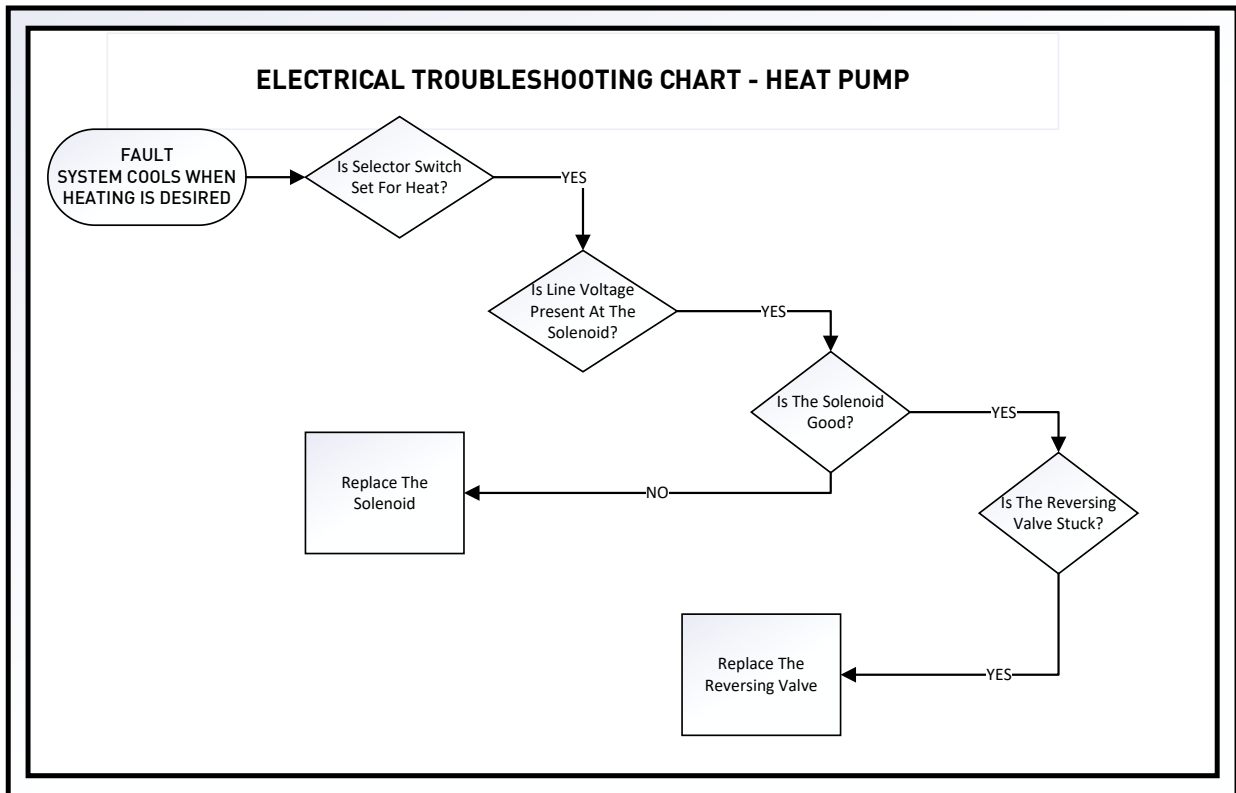 ELECTRICAL TROUBLESHOOTING CHART - HEAT PUMP
FAULT
SYSTEM COOLS WHEN
HEATING IS DESIRED
Is Selector Switch
Set For Heat?
YES
Is Line Voltage
Present At The
Solenoid?
YES
Is The Solenoid
Good?
YES
Replace The
Solenoid
NO
Is The Reversing
Valve Stuck?
Replace The
Reversing Valve
YES